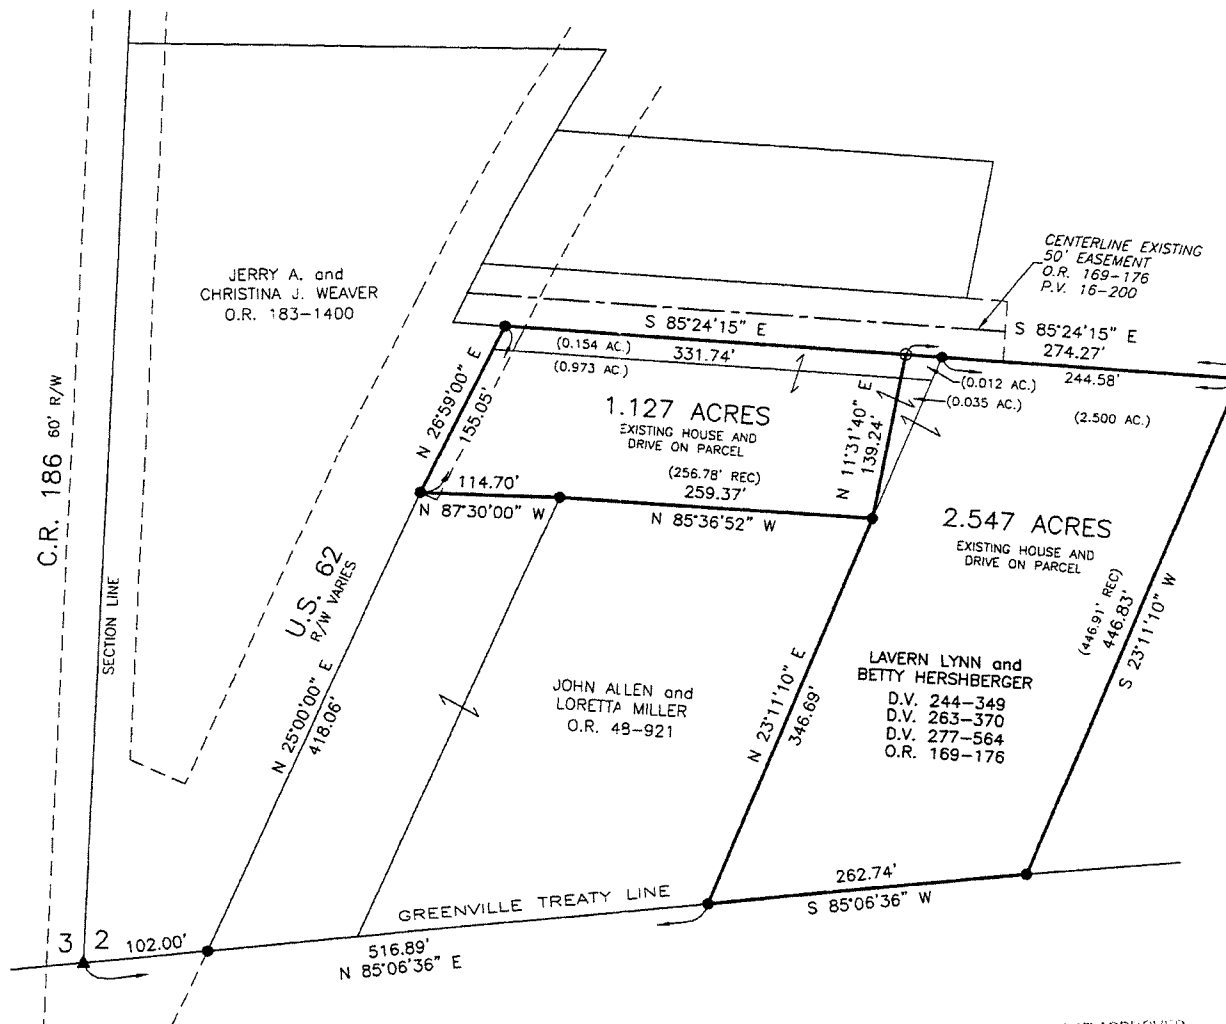 CENTERLINE EXISTING
50' EASEMENT
O.R. 169-176
P.V. 16-200
JERRY A. and
CHRISTINA J. WEAVER
O.R. 183-1400
S 85°24'15" E
331.74'
(0.154 AC.)
(0.973 AC.)
S 85°24'15" E
274.27'
244.58'
(0.012 AC.)
(0.035 AC.)
(2.500 AC.)
N 26°59'00" E
155.05'
1.127 ACRES
EXISTING HOUSE AND
DRIVE ON PARCEL
N 11°31'40" E
139.24'
(256.78' REC)
259.37'
N 85°36'52" W
114.70'
N 87°30'00" W
C.R. 186 60' R/W
SECTION LINE
U.S. 62
R/W VARIES
2.547 ACRES
EXISTING HOUSE AND
DRIVE ON PARCEL
(446.91' REC)
446.83'
S 23°11'10" W
N 25°00'00" E
418.06'
JOHN ALLEN and
LORETTA MILLER
O.R. 48-921
N 23°11'10" E
346.69'
LAVERN LYNN and
BETTY HERSHBERGER
D.V. 244-349
D.V. 263-370
D.V. 277-564
O.R. 169-176
262.74'
S 85°06'36" W
GREENVILLE TREATY LINE
3 2
102.00'
516.89'
N 85°06'36" E